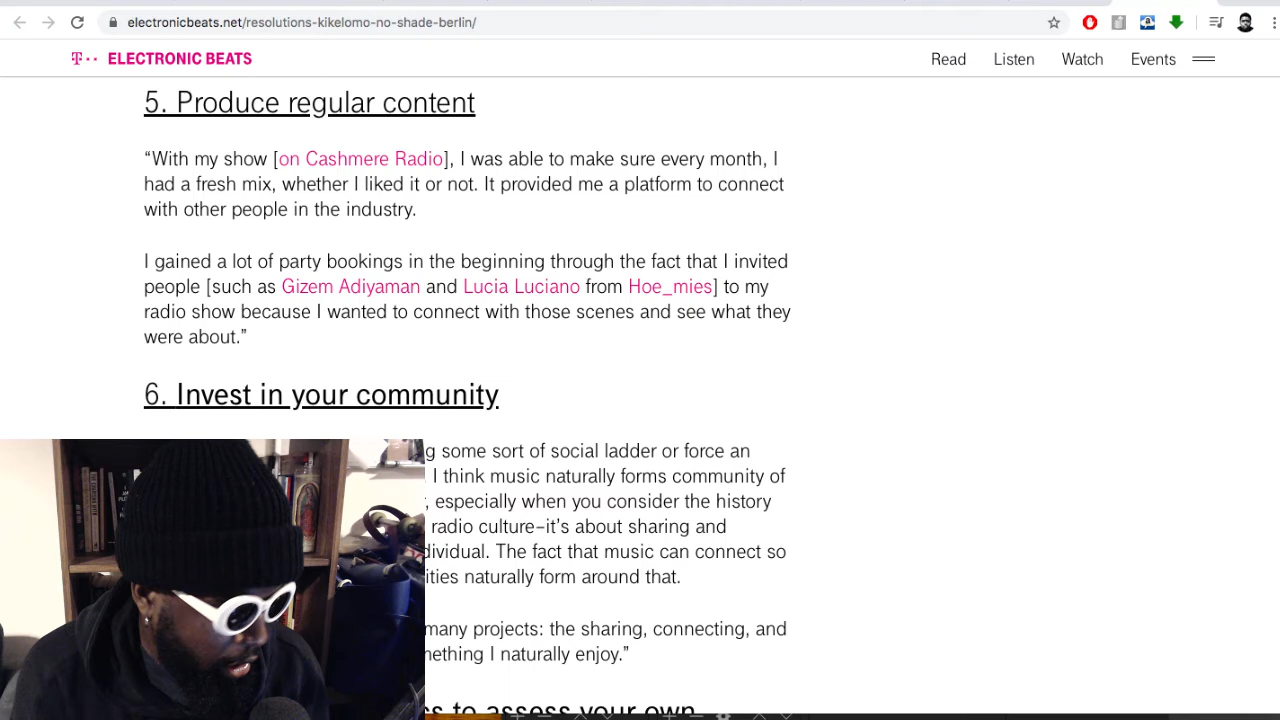 electronicbeats.net/resolutions-kikelomo-no-shade-berlin/
T·· ELECTRONIC BEATS
Read Listen Watch Events
5. Produce regular content
“With my show [on Cashmere Radio], I was able to make sure every month, I
had a fresh mix, whether I liked it or not. It provided me a platform to connect
with other people in the industry.
I gained a lot of party bookings in the beginning through the fact that I invited
people [such as Gizem Adiyaman and Lucia Luciano from Hoe_mies] to my
radio show because I wanted to connect with those scenes and see what they
were about.”
6. Invest in your community
g some sort of social ladder or force an
I think music naturally forms community of
, especially when you consider the history
radio culture–it’s about sharing and
dividual. The fact that music can connect so
ities naturally form around that.
many projects: the sharing, connecting, and
mething I naturally enjoy.”
to assess your own